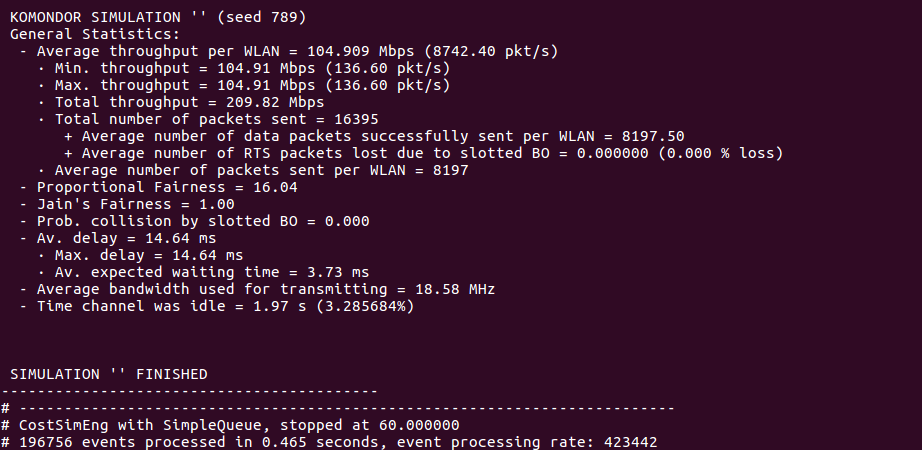 KOMONDOR SIMULATION '' (seed 789)
General Statistics:
- Average throughput per WLAN = 104.909 Mbps (8742.40 pkt/s)
· Min. throughput = 104.91 Mbps (136.60 pkt/s)
· Max. throughput = 104.91 Mbps (136.60 pkt/s)
· Total throughput = 209.82 Mbps
· Total number of packets sent = 16395
+ Average number of data packets successfully sent per WLAN = 8197.50
+ Average number of RTS packets lost due to slotted BO = 0.000000 (0.000 % loss)
· Average number of packets sent per WLAN = 8197
- Proportional Fairness = 16.04
- Jain's Fairness = 1.00
- Prob. collision by slotted BO = 0.000
- Av. delay = 14.64 ms
· Max. delay = 14.64 ms
· Av. expected waiting time = 3.73 ms
- Average bandwidth used for transmitting = 18.58 MHz
- Time channel was idle = 1.97 s (3.285684%)
SIMULATION '' FINISHED
------------------------------------------
# -------------------------------------------------------------------------
# CostSimEng with SimpleQueue, stopped at 60.000000
# 196756 events processed in 0.465 seconds, event processing rate: 423442